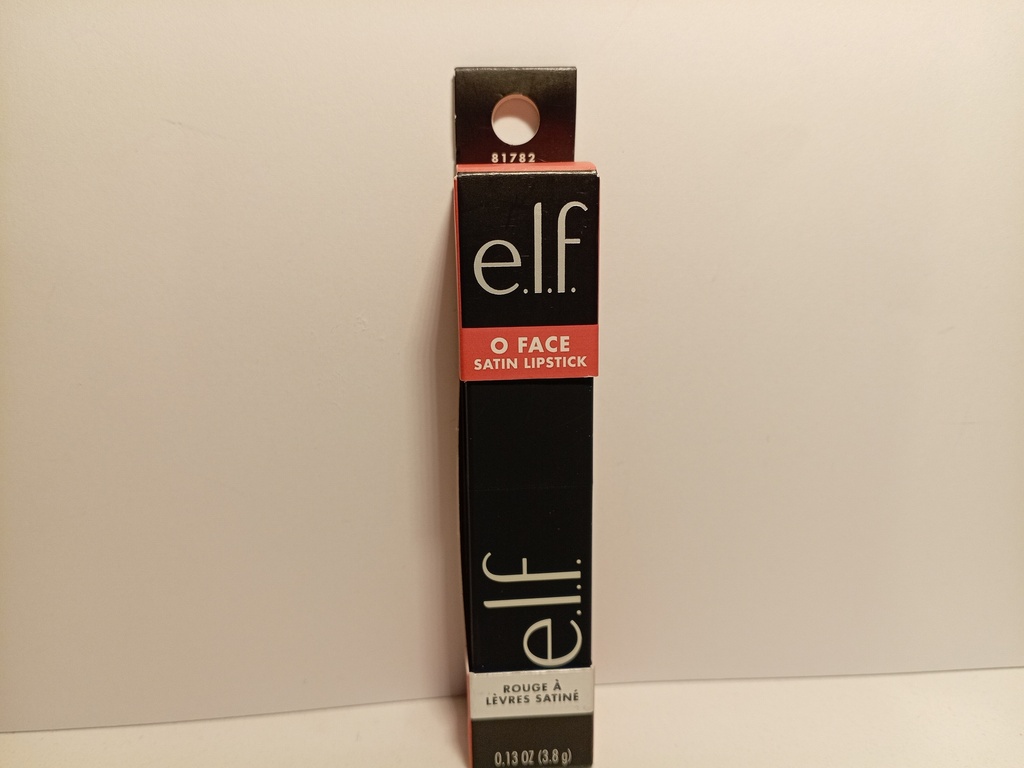 81782
e.l.f.
O FACE
SATIN LIPSTICK
e.l.f.
ROUGE À
LÈVRES SATINÉ
0.13 OZ (3.8 g)